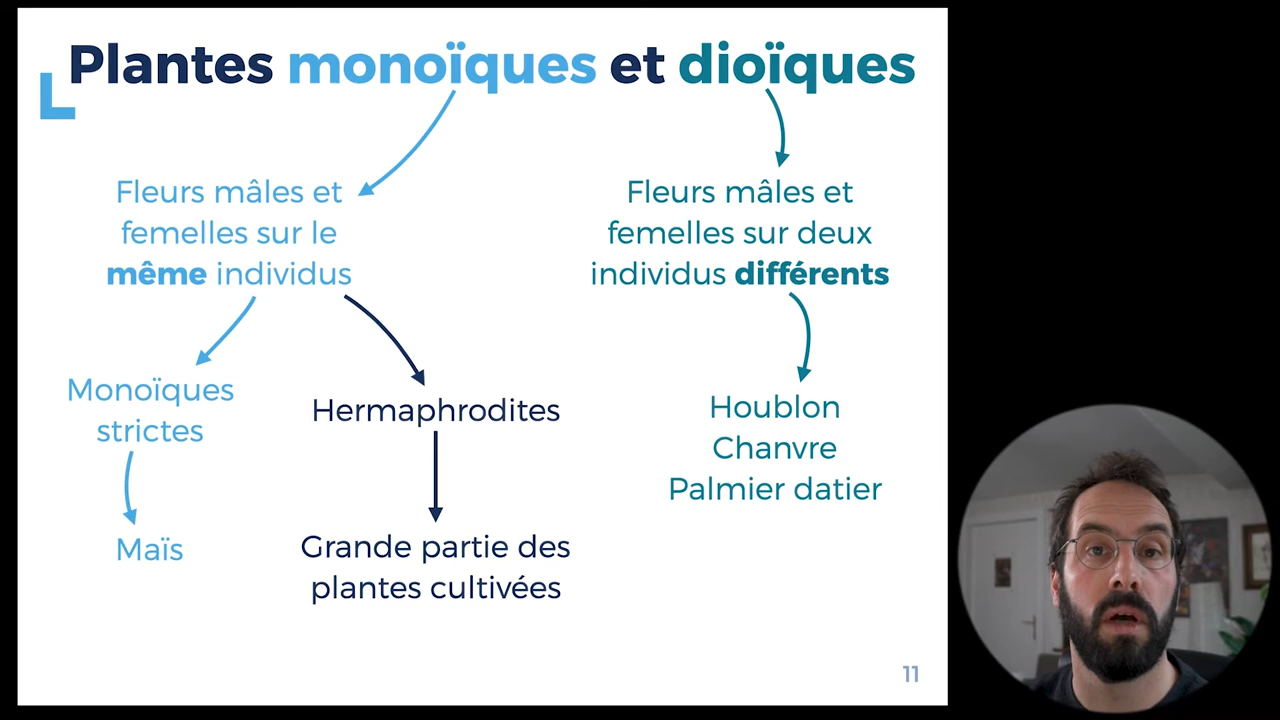 Plantes monoïques et dioïques
Fleurs mâles et
femelles sur le
même individus
Fleurs mâles et
femelles sur deux
individus différents
Monoïques
strictes
Hermaphrodites
Houblon
Chanvre
Palmier datier
Maïs
Grande partie des
plantes cultivées
11